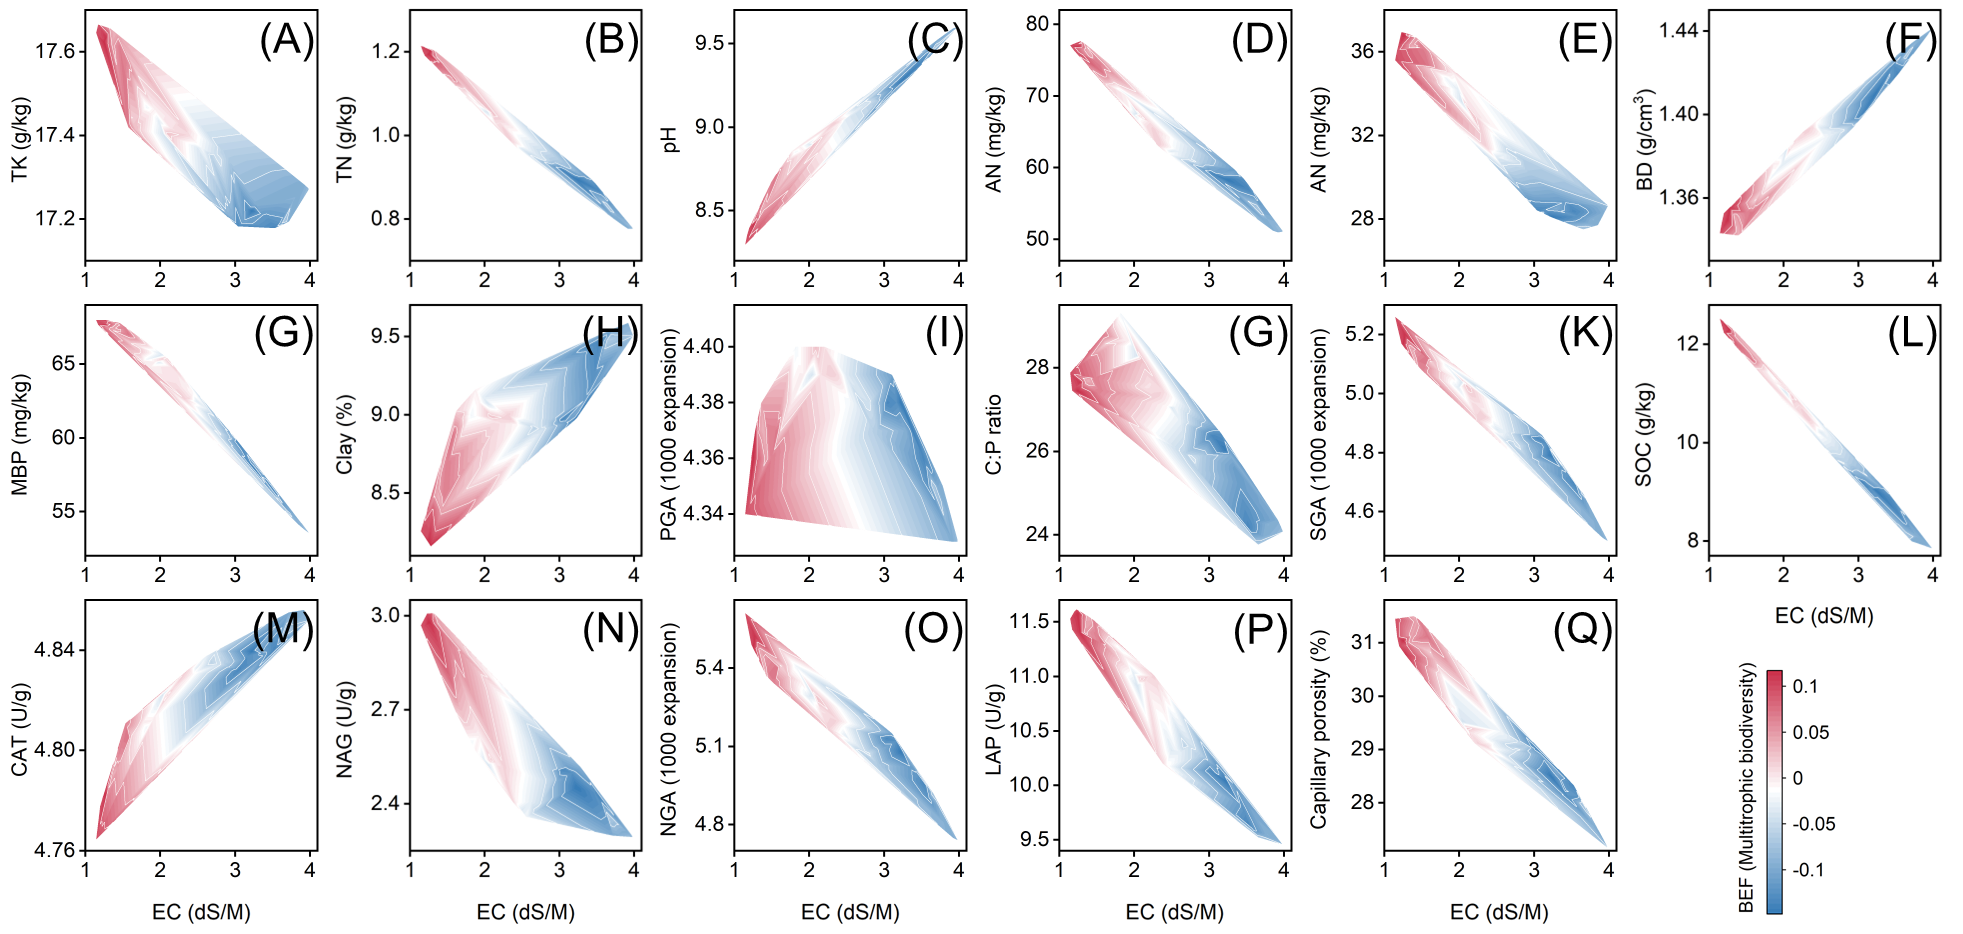 (A)
TK (g/kg)
17.6
17.4
17.2
1 2 3 4
(B)
TN (g/kg)
1.2
1.0
0.8
1 2 3 4
(C)
pH
9.5
9.0
8.5
1 2 3 4
(D)
AN (mg/kg)
80
70
60
50
1 2 3 4
(E)
AN (mg/kg)
36
32
28
1 2 3 4
(F)
BD (g/cm³)
1.44
1.40
1.36
1 2 3 4
(G)
MBP (mg/kg)
65
60
55
1 2 3 4
(H)
Clay (%)
9.5
9.0
8.5
1 2 3 4
(I)
PGA (1000 expansion)
4.40
4.38
4.36
4.34
1 2 3 4
(G)
C:P ratio
28
26
24
1 2 3 4
(K)
SGA (1000 expansion)
5.2
5.0
4.8
4.6
1 2 3 4
(L)
SOC (g/kg)
12
10
8
1 2 3 4
EC (dS/M)
(M)
CAT (U/g)
4.84
4.80
4.76
1 2 3 4
EC (dS/M)
(N)
NAG (U/g)
3.0
2.7
2.4
1 2 3 4
EC (dS/M)
(O)
NGA (1000 expansion)
5.4
5.1
4.8
1 2 3 4
EC (dS/M)
(P)
LAP (U/g)
11.5
11.0
10.5
10.0
9.5
1 2 3 4
EC (dS/M)
(Q)
Capillary porosity (%)
31
30
29
28
1 2 3 4
EC (dS/M)
BEF (Multitrophic biodiversity)
0.1
0.05
0
-0.05
-0.1